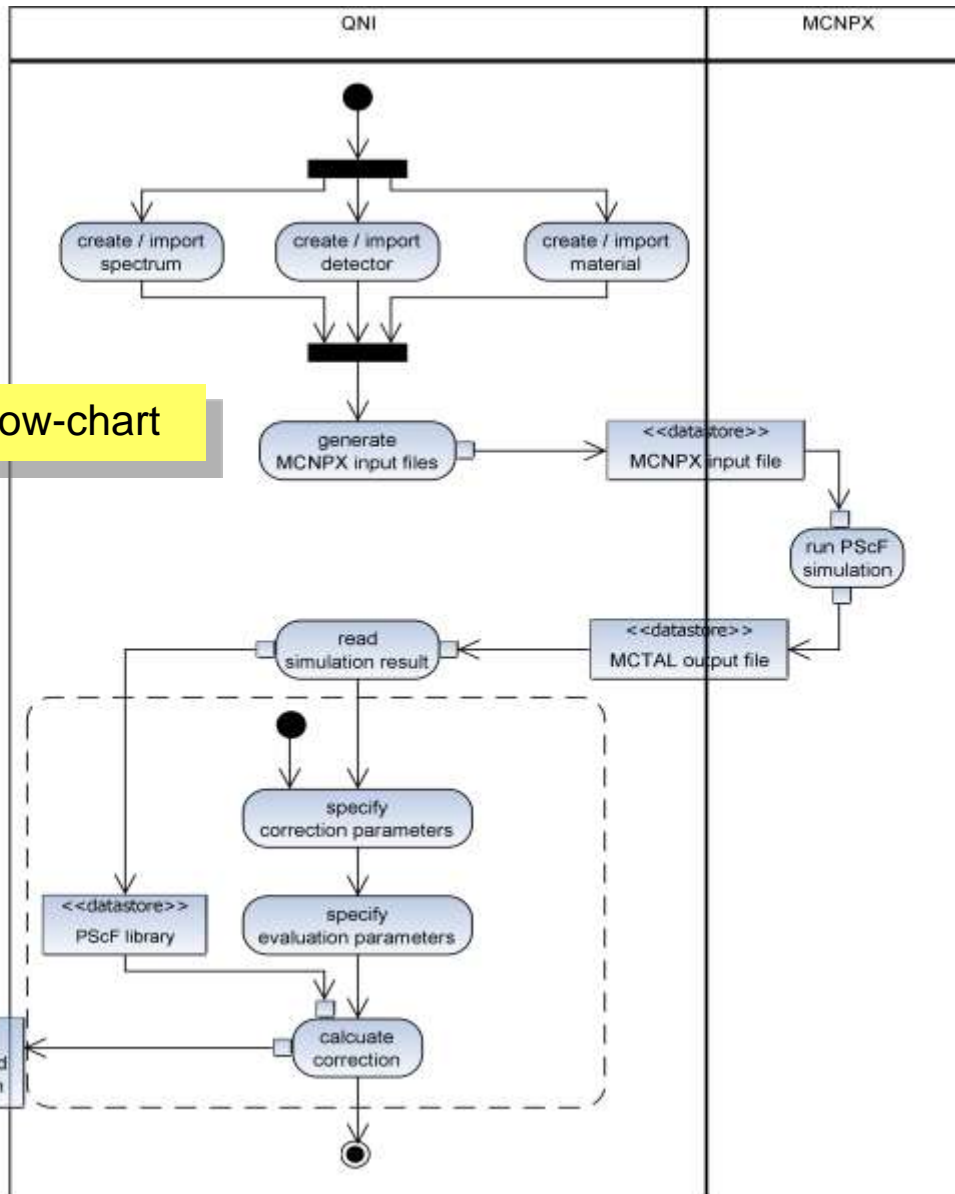 QNI
MCNPX
create / import
spectrum
create / import
detector
create / import
material
ow-chart
generate
MCNPX input files
<<datastore>>
MCNPX input file
run PScF
simulation
read
simulation result
<<datastore>>
MCTAL output file
specify
correction parameters
<<datastore>>
PScF library
specify
evaluation parameters
calcuate
correction